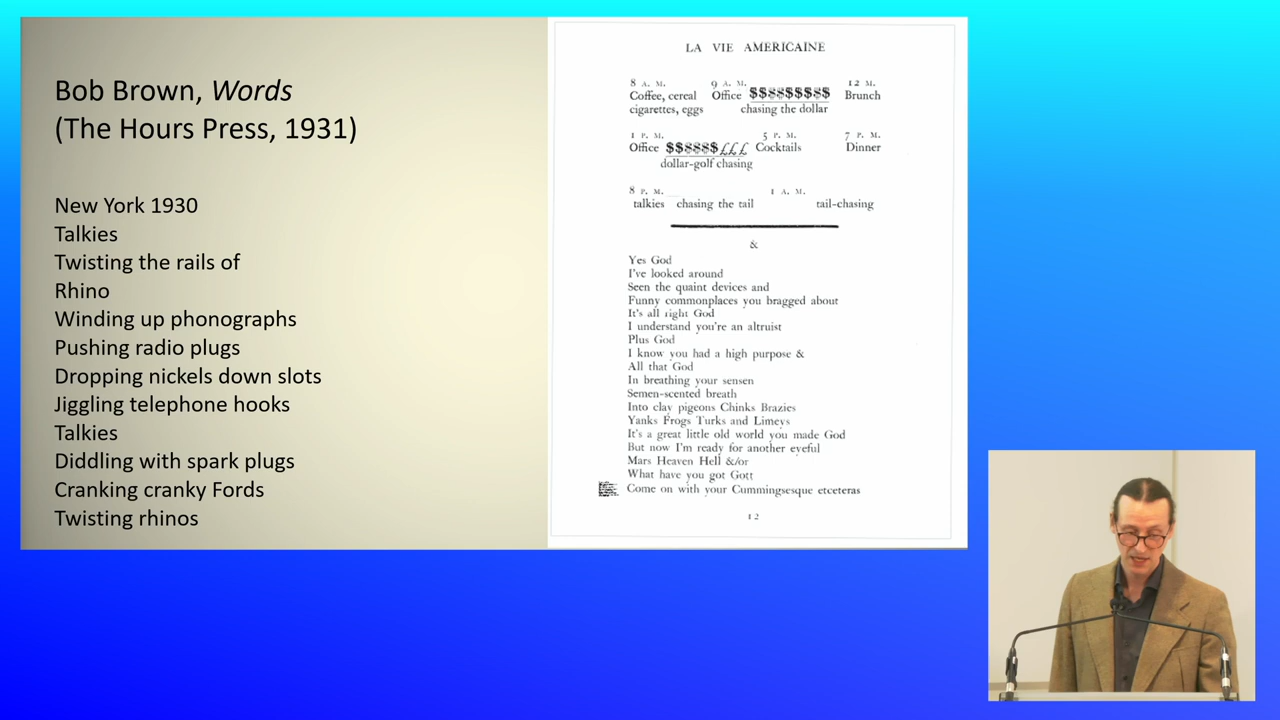 Bob Brown, Words
(The Hours Press, 1931)
New York 1930
Talkies
Twisting the rails of
Rhino
Winding up phonographs
Pushing radio plugs
Dropping nickels down slots
Jiggling telephone hooks
Talkies
Diddling with spark plugs
Cranking cranky Fords
Twisting rhinos
LA VIE AMERICAINE
8 A. M. 9 A. M. 12 M.
Coffee, cereal Office $$$$$$$$$ Brunch
cigarettes, eggs chasing the dollar
1 P. M. 5 P. M. 7 P. M.
Office $$$$$$£££ Cocktails Dinner
dollar-golf chasing
8 P. M. 1 A. M.
talkies chasing the tail tail-chasing
&
Yes God
I've looked around
Seen the quaint devices and
Funny commonplaces you bragged about
It's all right God
I understand you're an altruist
Plus God
I know you had a high purpose &
All that God
In breathing your sensen
Semen-scented breath
Into clay pigeons Chinks Brazies
Yanks Frogs Turks and Limeys
It's a great little old world you made God
But now I'm ready for another eyeful
Mars Heaven Hell &/or
What have you got Gott
Come on with your Cummingsesque etceteras
12